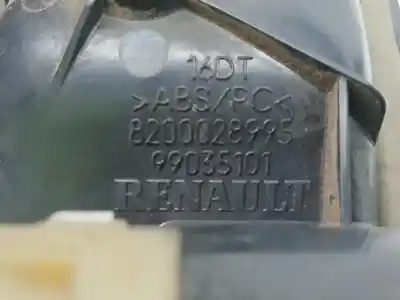 16DT
>ABS/PC<
8200028995
99035101
RENAULT